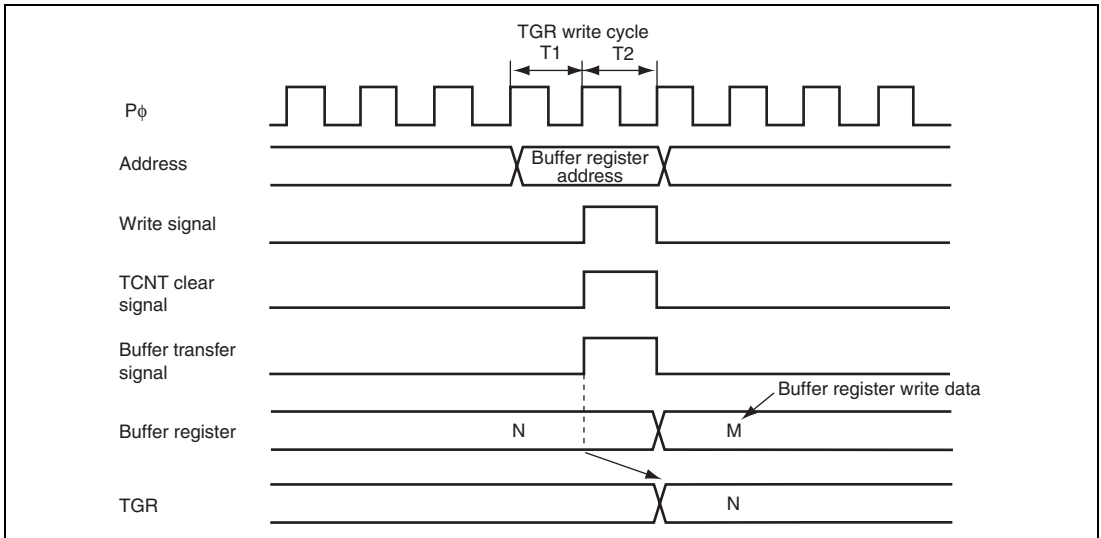 TGR write cycle
T1 T2
Pϕ
Address
Buffer register
address
Write signal
TCNT clear
signal
Buffer transfer
signal
Buffer register write data
Buffer register
N
M
TGR
N